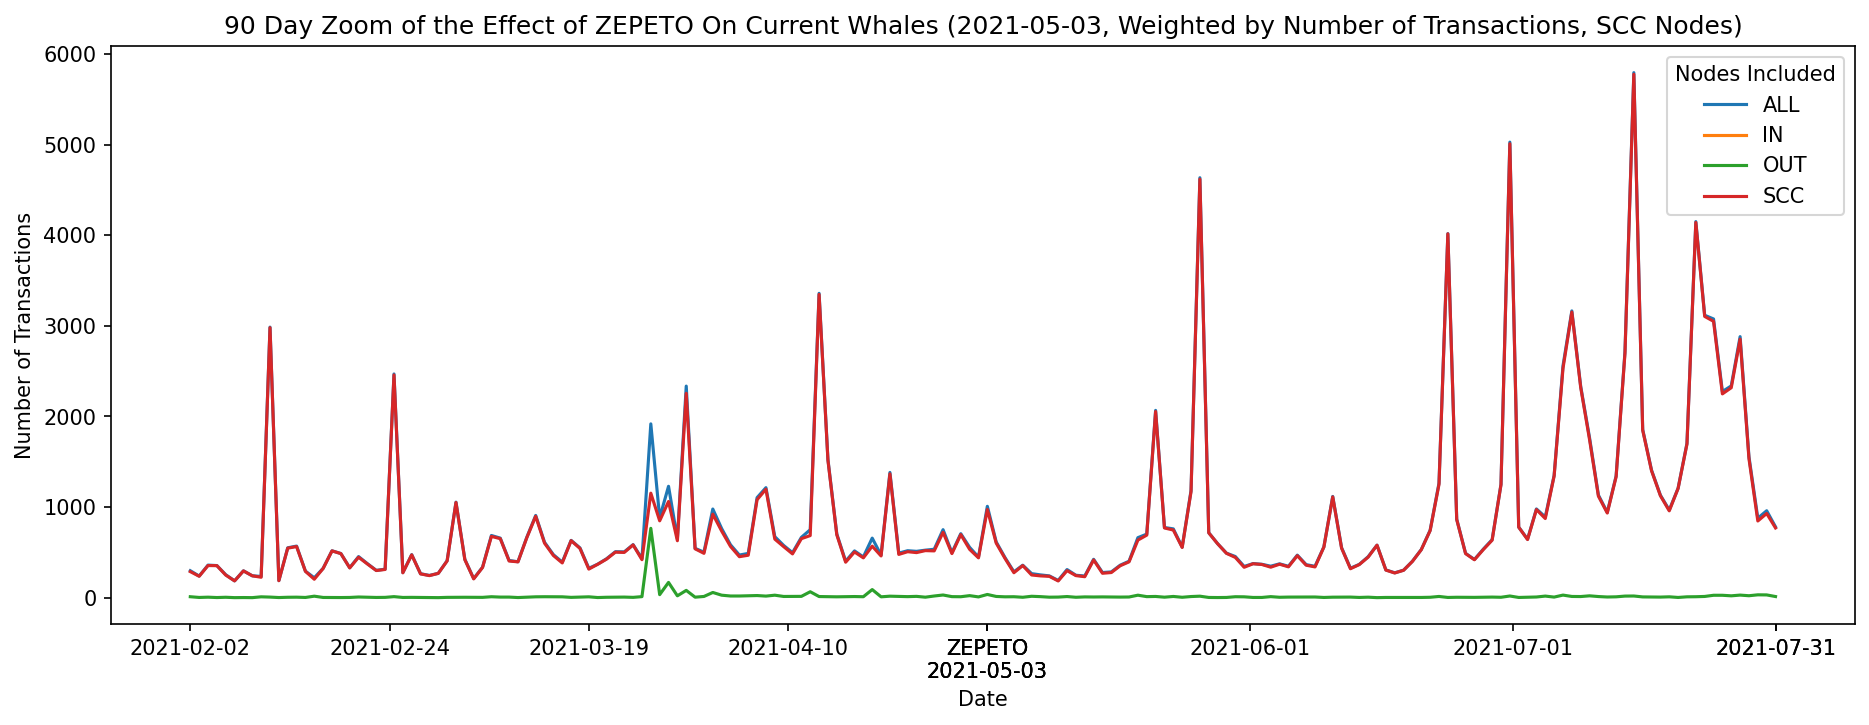 90 Day Zoom of the Effect of ZEPETO On Current Whales (2021-05-03, Weighted by Number of Transactions, SCC Nodes)
Number of Transactions
6000
5000
4000
3000
2000
1000
0
Nodes Included
ALL
IN
OUT
SCC
2021-02-02
2021-02-24
2021-03-19
2021-04-10
ZEPETO
2021-05-03
2021-06-01
2021-07-01
2021-07-31
Date